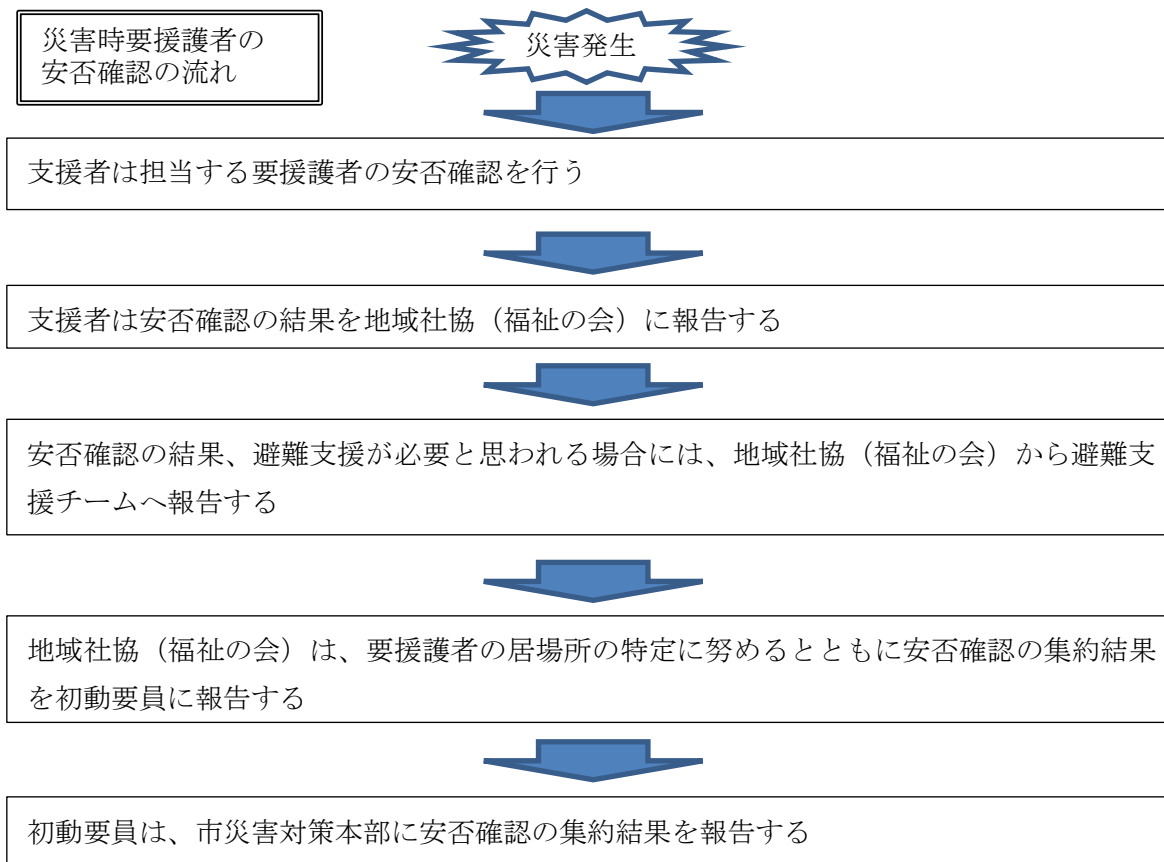 災害時要援護者の
安否確認の流れ
災害発生
支援者は担当する要援護者の安否確認を行う
支援者は安否確認の結果を地域社協（福祉の会）に報告する
安否確認の結果、避難支援が必要と思われる場合には、地域社協（福祉の会）から避難支
援チームへ報告する
地域社協（福祉の会）は、要援護者の居場所の特定に努めるとともに安否確認の集約結果
を初動要員に報告する
初動要員は、市災害対策本部に安否確認の集約結果を報告する